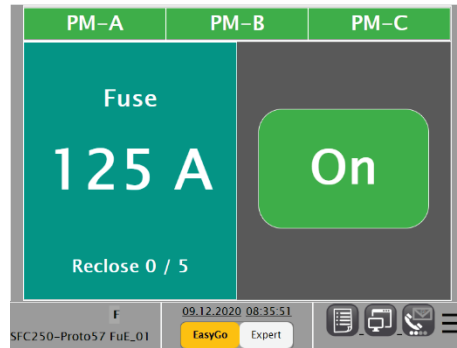 PM-A PM-B PM-C
Fuse
125 A
On
Reclose 0 / 5
F
09.12.2020 08:35:51
SFC250-Proto57 FuE_01
EasyGo Expert